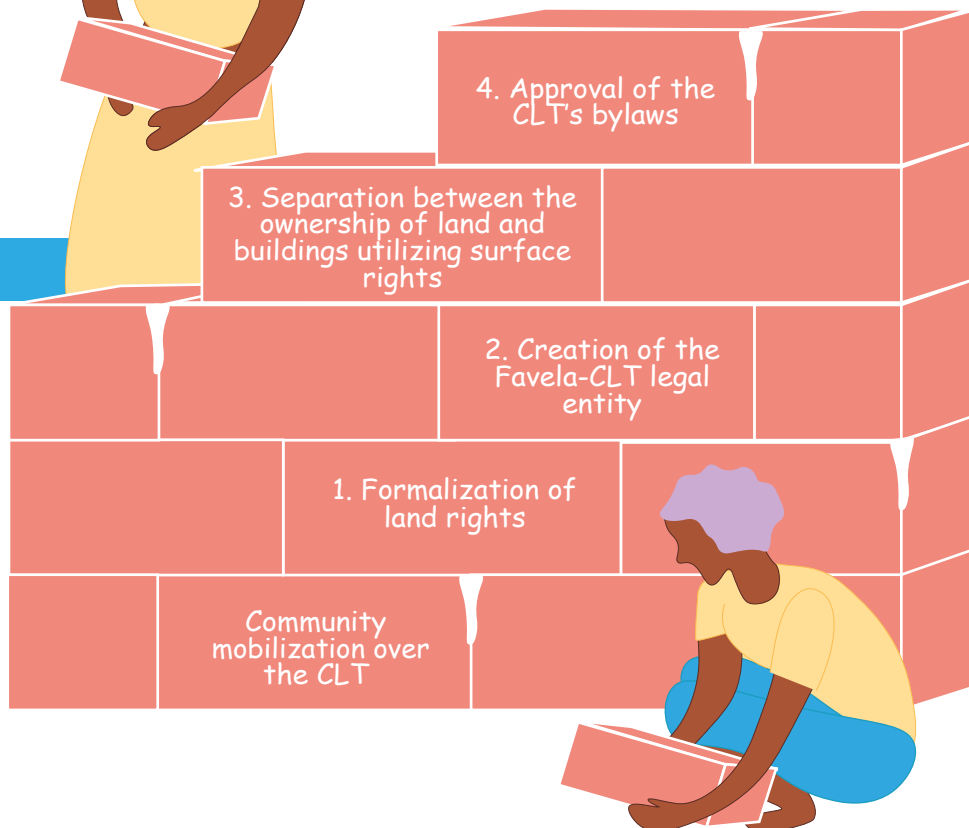 4. Approval of the
CLT's bylaws
3. Separation between the
ownership of land and
buildings utilizing surface
rights
2. Creation of the
Favela-CLT legal
entity
1. Formalization of
land rights
Community
mobilization over
the CLT